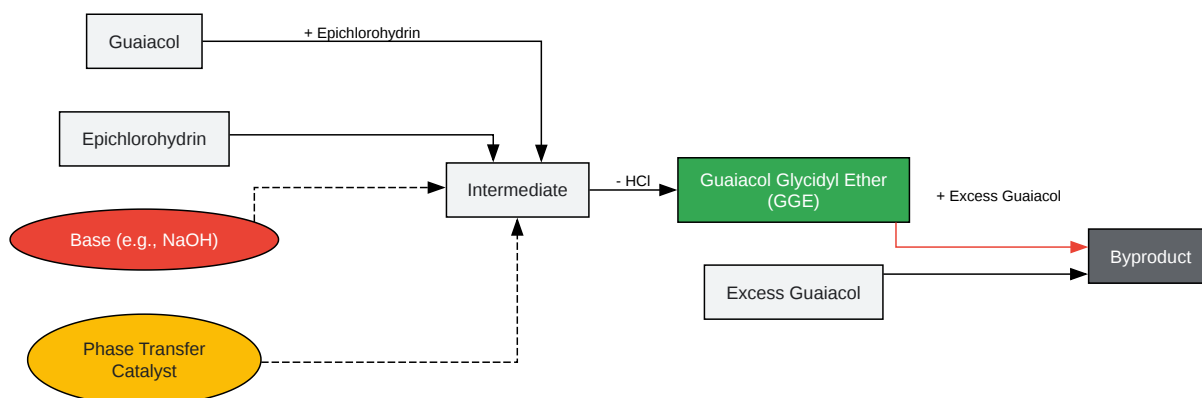 Guaiacol
+ Epichlorohydrin
Epichlorohydrin
Intermediate
- HCl
Guaiacol Glycidyl Ether
(GGE)
+ Excess Guaiacol
Base (e.g., NaOH)
Byproduct
Excess Guaiacol
Phase Transfer
Catalyst